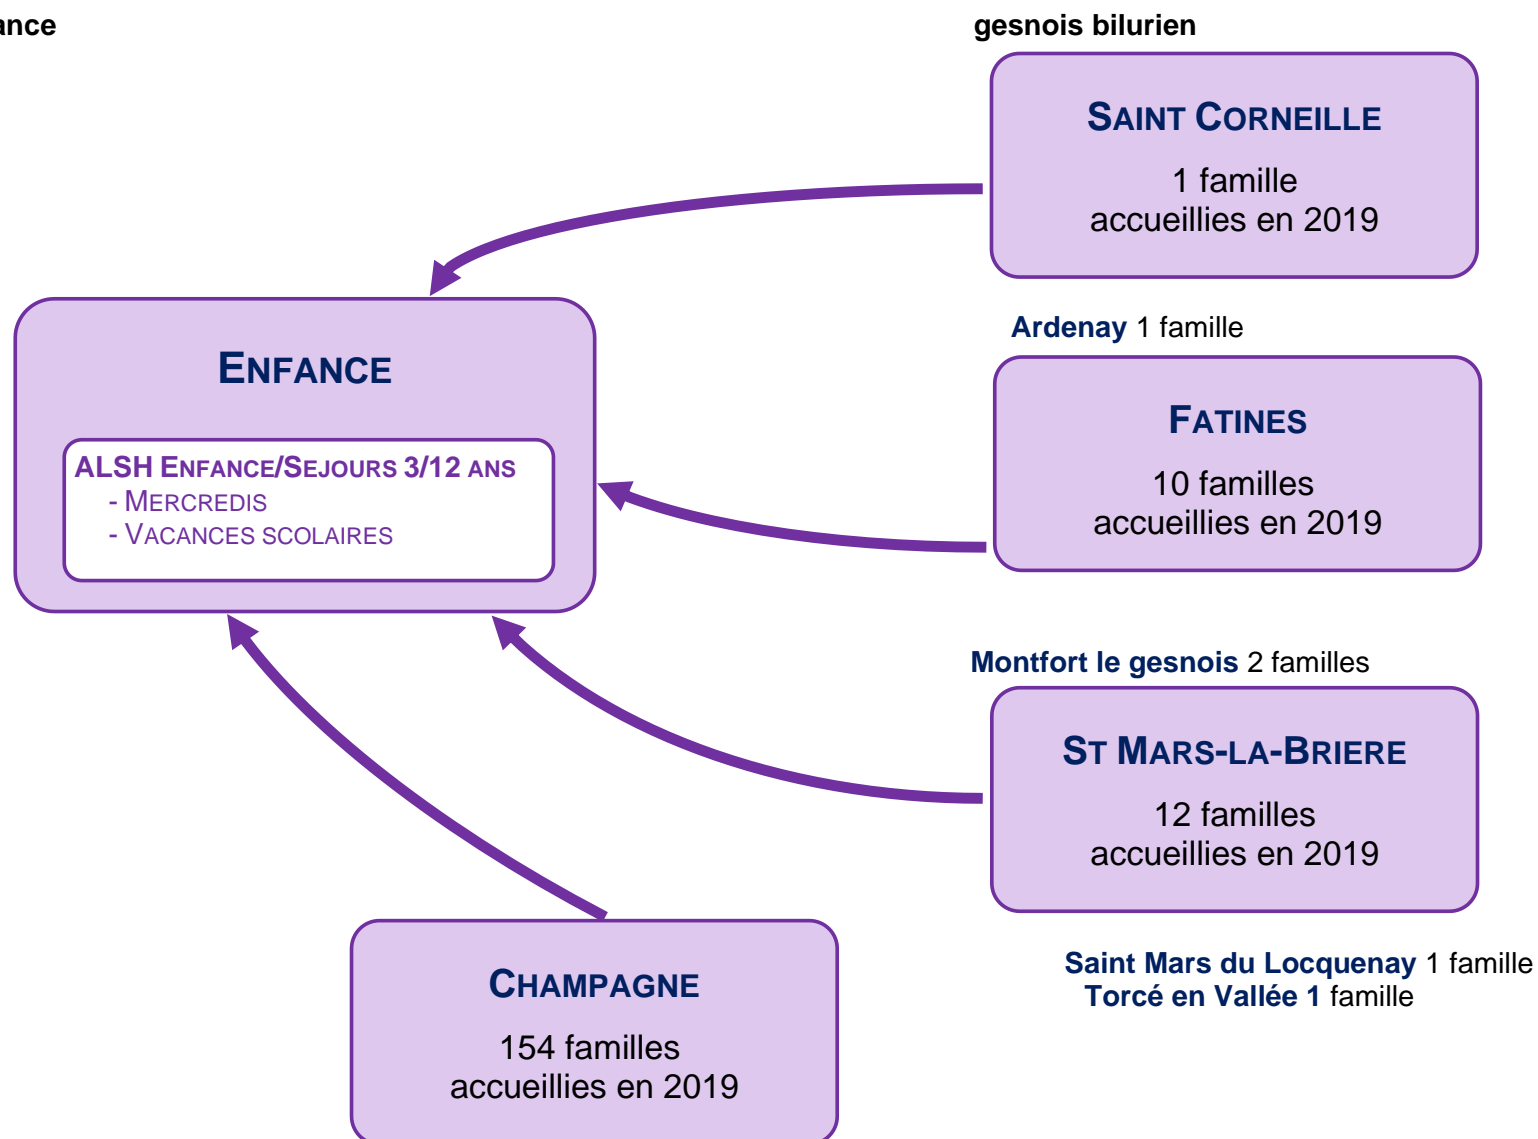 ance
gesnois bilurien
SAINT CORNEILLE
1 famille
accueillies en 2019
Ardenay 1 famille
ENFANCE
ALSH ENFANCE/SEJOURS 3/12 ANS
- MERCREDIS
- VACANCES SCOLAIRES
FATINES
10 familles
accueillies en 2019
Montfort le gesnois 2 familles
ST MARS-LA-BRIERE
12 familles
accueillies en 2019
Saint Mars du Locquenay 1 famille
Torcé en Vallée 1 famille
CHAMPAGNE
154 familles
accueillies en 2019